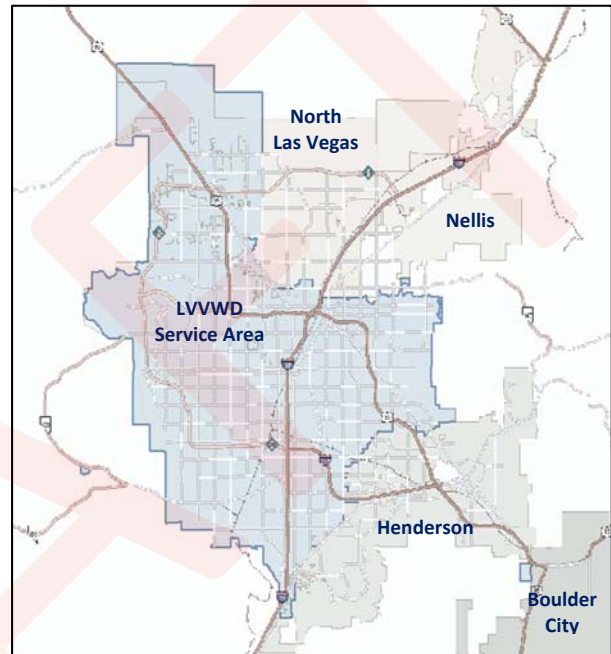 North
Las Vegas
Nellis
LVVWD
Service Area
Henderson
Boulder
City